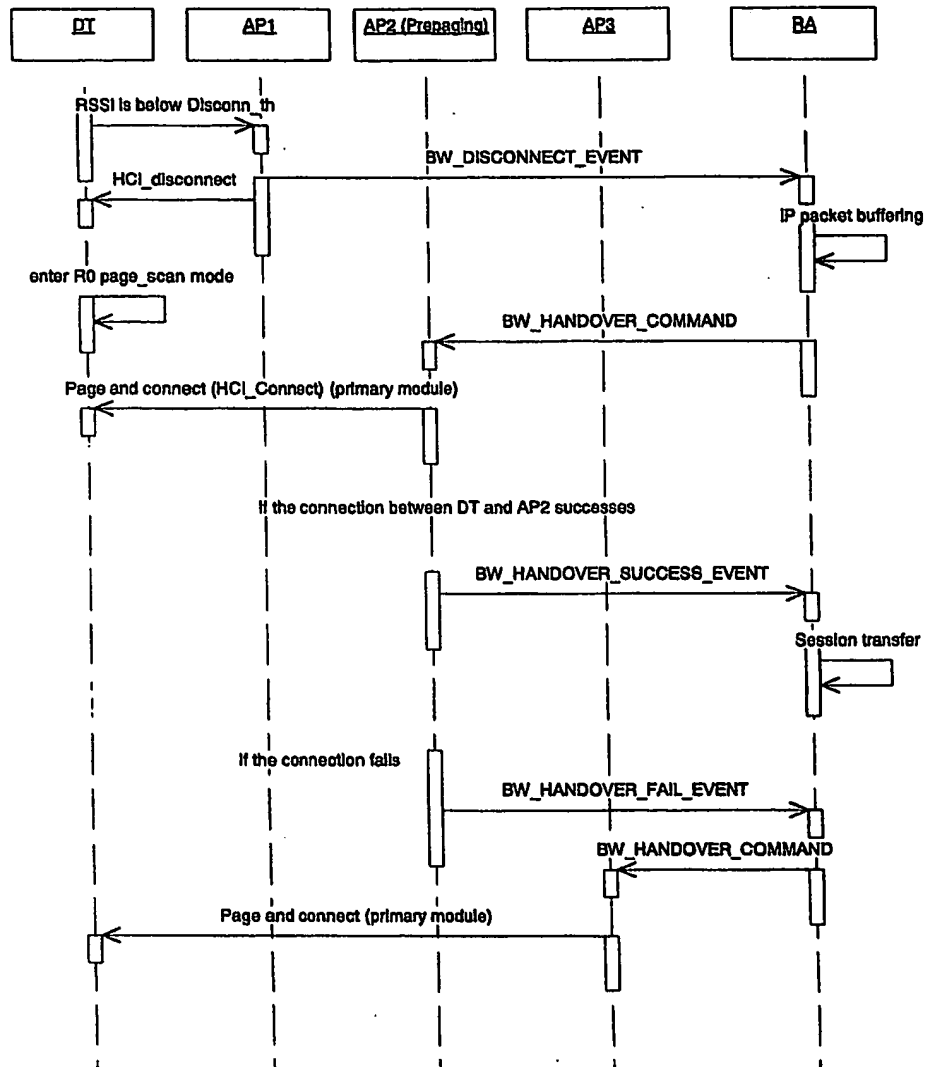 DT
AP1
AP2 (Prepaging)
AP3
BA
RSSI is below Disconn_th
BW_DISCONNECT_EVENT
HCI_disconnect
IP packet buffering
enter R0 page_scan mode
BW_HANDOVER_COMMAND
Page and connect (HCI_Connect) (primary module)
If the connection between DT and AP2 successes
BW_HANDOVER_SUCCESS_EVENT
Session transfer
If the connection fails
BW_HANDOVER_FAIL_EVENT
BW_HANDOVER_COMMAND
Page and connect (primary module)